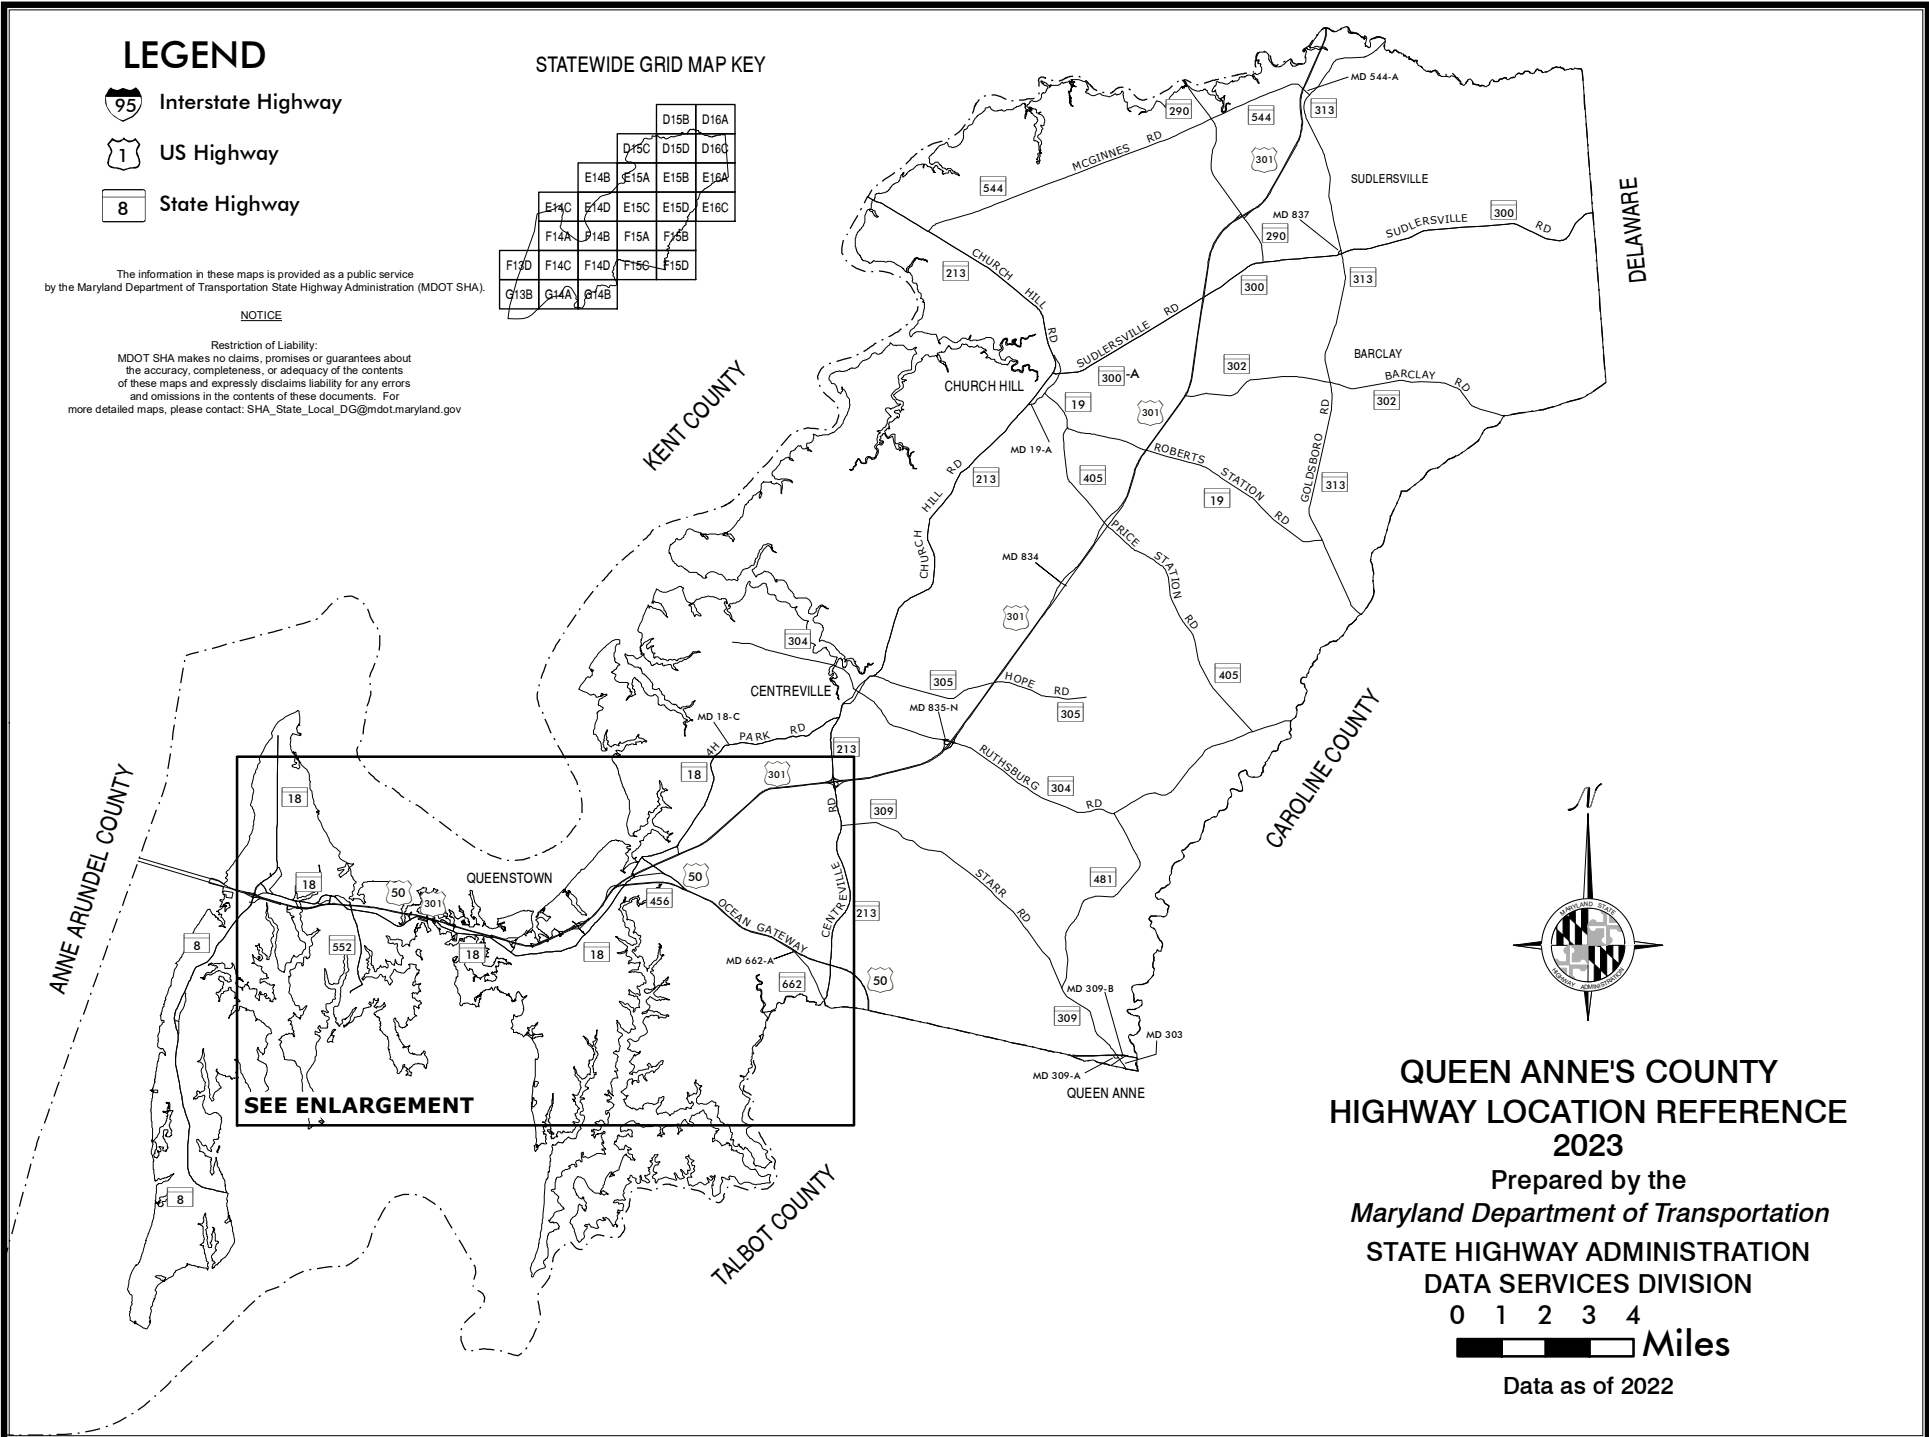 LEGEND
95 Interstate Highway
1 US Highway
8 State Highway
The information in these maps is provided as a public service
by the Maryland Department of Transportation State Highway Administration (MDOT SHA).
NOTICE
Restriction of Liability:
MDOT SHA makes no claims, promises or guarantees about
the accuracy, completeness, or adequacy of the contents
of these maps and expressly disclaims liability for any errors
and omissions in the contents of these documents. For
more detailed maps, please contact: SHA_State_Local_DG@mdot.maryland.gov
STATEWIDE GRID MAP KEY
D15B D16A
D15C D15D D16C
E14B E15A E15B E16A
E14C E14D E15C E15D E16C
F14A F14B F15A F15B
F13D F14C F14D F15C F15D
G13B G14A G14B
MD 544-A
290
544
313
301
MCGINNES RD
544
SUDLERSVILLE
DELAWARE
MD 837
290
SUDLERSVILLE RD
300
213
CHURCH HILL RD
300
313
SUDLERSVILLE RD
KENT COUNTY
CHURCH HILL
300 -A
302
BARCLAY
BARCLAY RD
302
19
301
MD 19-A
213
405
ROBERTS STATION RD
19
GOLDSBORO RD
313
CHURCH HILL RD
MD 834
PRICE STATION RD
301
304
CENTREVILLE
305
HOPE RD
305
405
MD 835-N
MD 18-C
4H PARK RD
213
18
301
RUTHSBURG RD
304
CAROLINE COUNTY
ANNE ARUNDEL COUNTY
18
309
STARR RD
481
QUEENSTOWN
18
50
301
50
456
OCEAN GATEWAY
CENTREVILLE RD
213
8
552
18
18
MD 662-A
662
50
MD 309-B
309
MD 303
MD 309-A
QUEEN ANNE
SEE ENLARGEMENT
8
TALBOT COUNTY
MARYLAND STATE
HIGHWAY ADMINISTRATION
QUEEN ANNE'S COUNTY
HIGHWAY LOCATION REFERENCE
2023
Prepared by the
Maryland Department of Transportation
STATE HIGHWAY ADMINISTRATION
DATA SERVICES DIVISION
0 1 2 3 4
Miles
Data as of 2022